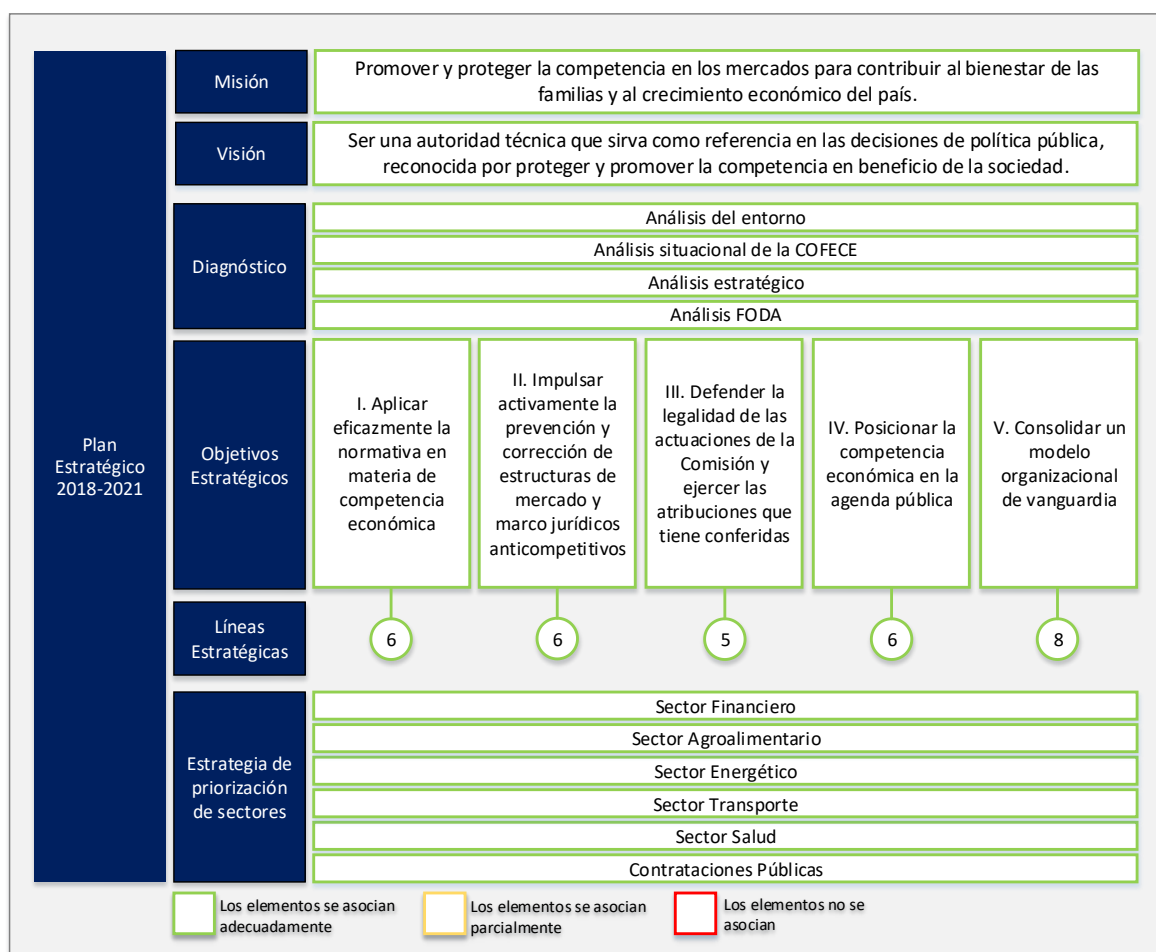 Plan
Estratégico
2018-2021
Misión
Promover y proteger la competencia en los mercados para contribuir al bienestar de las
familias y al crecimiento económico del país.
Visión
Ser una autoridad técnica que sirva como referencia en las decisiones de política pública,
reconocida por proteger y promover la competencia en beneficio de la sociedad.
Diagnóstico
Análisis del entorno
Análisis situacional de la COFECE
Análisis estratégico
Análisis FODA
Objetivos
Estratégicos
I. Aplicar
eficazmente la
normativa en
materia de
competencia
económica
II. Impulsar
activamente la
prevención y
corrección de
estructuras de
mercado y
marco jurídicos
anticompetitivos
III. Defender la
legalidad de las
actuaciones de la
Comisión y
ejercer las
atribuciones que
tiene conferidas
IV. Posicionar la
competencia
económica en la
agenda pública
V. Consolidar un
modelo
organizacional
de vanguardia
Líneas
Estratégicas
6
6
5
6
8
Estrategia de
priorización
de sectores
Sector Financiero
Sector Agroalimentario
Sector Energético
Sector Transporte
Sector Salud
Contrataciones Públicas
Los elementos se asocian
adecuadamente
Los elementos se asocian
parcialmente
Los elementos no se
asocian